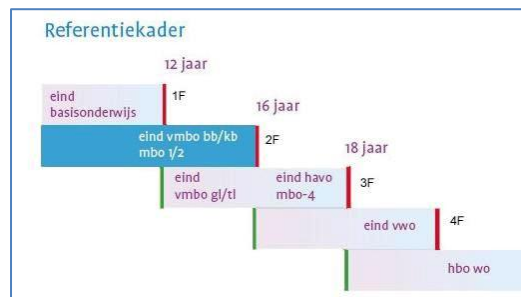 Referentiekader
12 jaar
eind
basisonderwijs
1F
16 jaar
eind vmbo bb/kb
mbo 1/2
2F
18 jaar
eind
vmbo gl/tl
eind havo
mbo-4
3F
eind vwo
4F
hbo wo